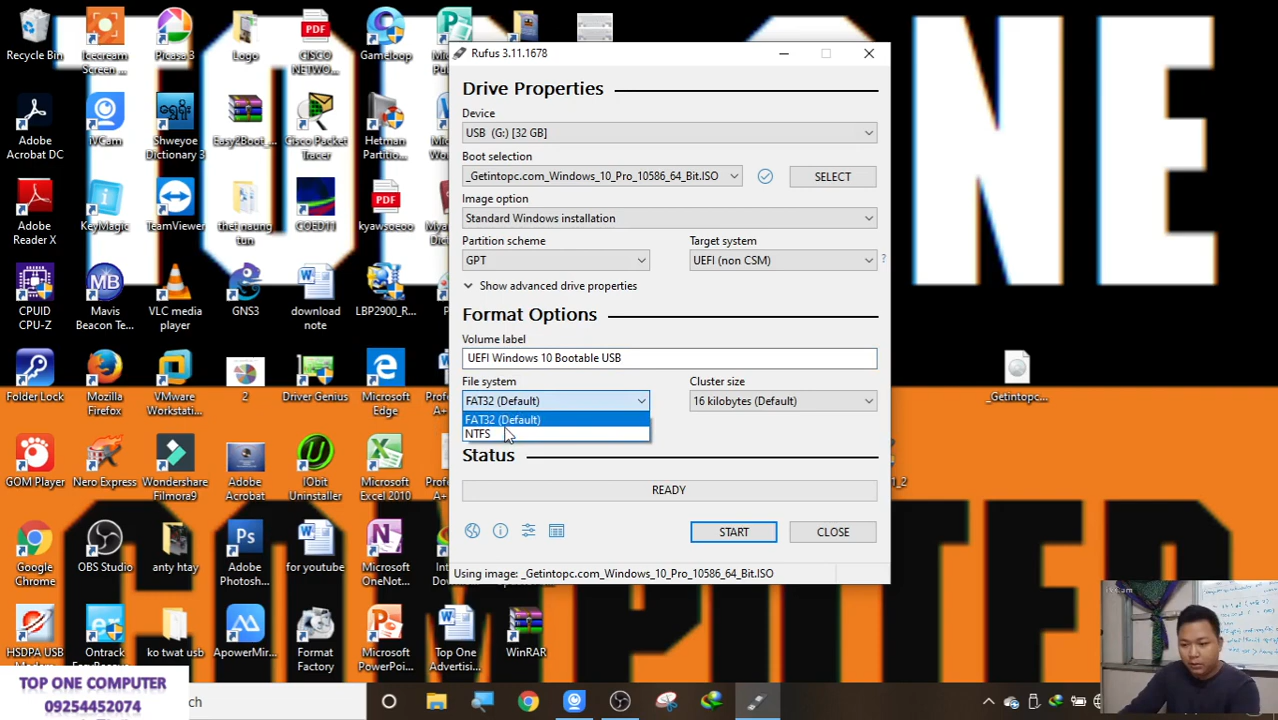 Recycle Bin
Icecream
Screen ...
Picasa 3
Logo
CISCO
NETWO...
Gameloop
Mic
Pu
Rufus 3.11.1678
Drive Properties
Device
USB (G:) [32 GB]
Boot selection
_Getintopc.com_Windows_10_Pro_10586_64_Bit.ISO
SELECT
Image option
Standard Windows installation
Partition scheme
Target system
GPT
UEFI (non CSM)
?
Show advanced drive properties
Format Options
Volume label
UEFI Windows 10 Bootable USB
File system
Cluster size
FAT32 (Default)
16 kilobytes (Default)
FAT32 (Default)
NTFS
Status
READY
START
CLOSE
Using image: _Getintopc.com_Windows_10_Pro_10586_64_Bit.ISO
Adobe
Acrobat DC
iVCam
Shweyoe
Dictionary 3
Easy2Boot_...
Cisco Packet
Tracer
Hetman
Partitio...
Adobe
Reader X
KeyMagic
TeamViewer
thet naung
tun
COED11
kyawsoeoo
CPUID
CPU-Z
Mavis
Beacon Te...
VLC media
player
GNS3
download
note
LBP2900_R...
Folder Lock
Mozilla
Firefox
VMware
Workstati...
2
Driver Genius
Microsoft
Edge
_Getintopc...
GOM Player
Nero Express
Wondershare
Filmora9
Adobe
Acrobat
IObit
Uninstaller
Microsoft
Excel 2010
Google
Chrome
OBS Studio
anty htay
Adobe
Photosh...
for youtube
Microsoft
OneNot...
HSDPA USB
Ontrack
ko twat usb
ApowerMir...
Format
Factory
Microsoft
PowerPoi...
Top One
Advertisi...
WinRAR
TOP ONE COMPUTER
09254452074